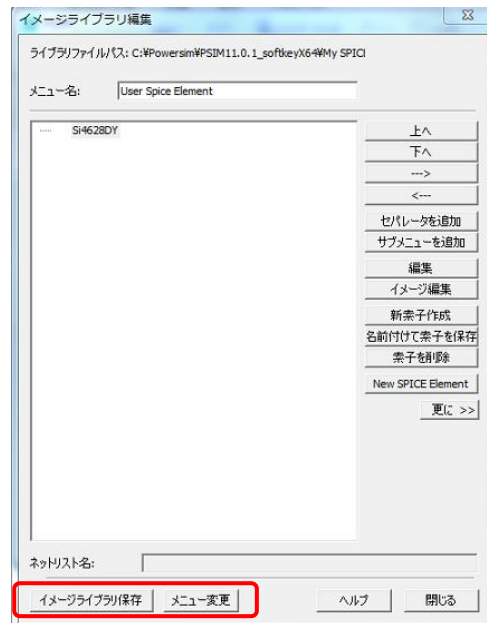 イメージライブラリ編集
ライブラリファイルパス: C:¥Powersim¥PSIM11.0.1_softkeyX64¥My SPICI
メニュー名: User Spice Element
Si4628DY
上へ
下へ
--->
<---
セパレータを追加
サブメニューを追加
編集
イメージ編集
新素子作成
名前付けて素子を保存
素子を削除
New SPICE Element
更に >>
ネットリスト名:
イメージライブラリ保存 メニュー変更 ヘルプ 閉じる